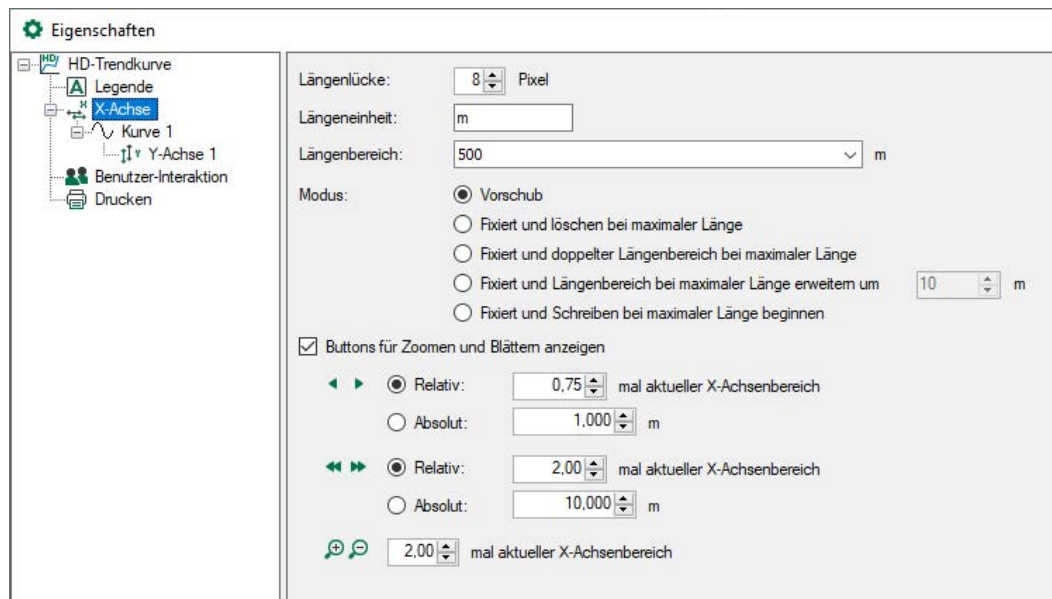 Eigenschaften
HD
HD-Trendkurve
A Legende
X X-Achse
Kurve 1
Y Y-Achse 1
Benutzer-Interaktion
Drucken
Längenlücke: 8 Pixel
Längeneinheit: m
Längenbereich: 500 m
Modus: Vorschub
Fixiert und löschen bei maximaler Länge
Fixiert und doppelter Längenbereich bei maximaler Länge
Fixiert und Längenbereich bei maximaler Länge erweitern um 10 m
Fixiert und Schreiben bei maximaler Länge beginnen
Buttons für Zoomen und Blättern anzeigen
Relativ: 0,75 mal aktueller X-Achsenbereich
Absolut: 1,000 m
Relativ: 2,00 mal aktueller X-Achsenbereich
Absolut: 10,000 m
2,00 mal aktueller X-Achsenbereich